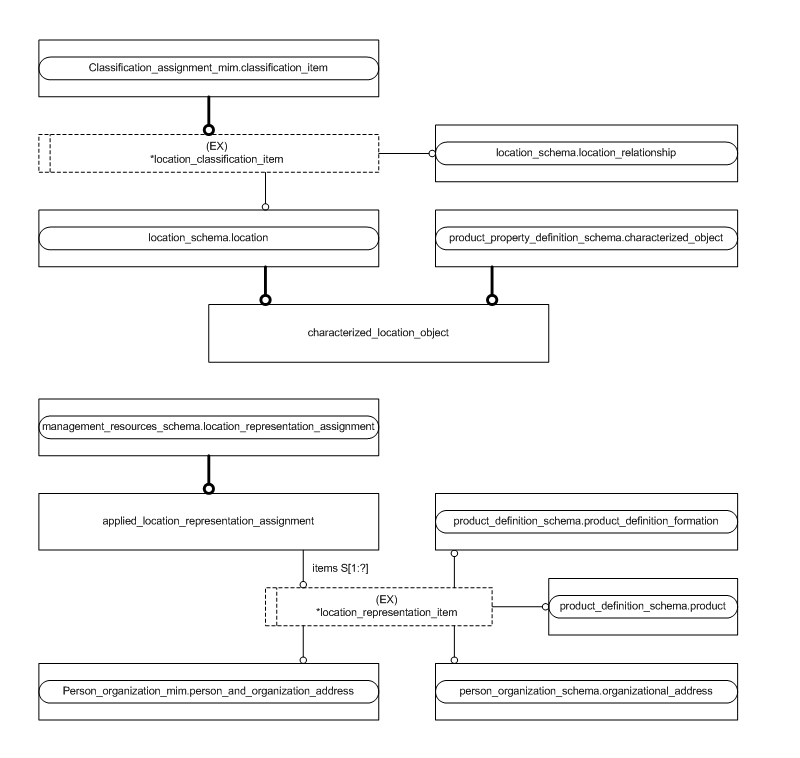 Classification_assignment_mim.classification_item
(EX)
*location_classification_item
location_schema.location_relationship
location_schema.location
product_property_definition_schema.characterized_object
characterized_location_object
management_resources_schema.location_representation_assignment
applied_location_representation_assignment
product_definition_schema.product_definition_formation
items S[1:?]
(EX)
*location_representation_item
product_definition_schema.product
Person_organization_mim.person_and_organization_address
person_organization_schema.organizational_address